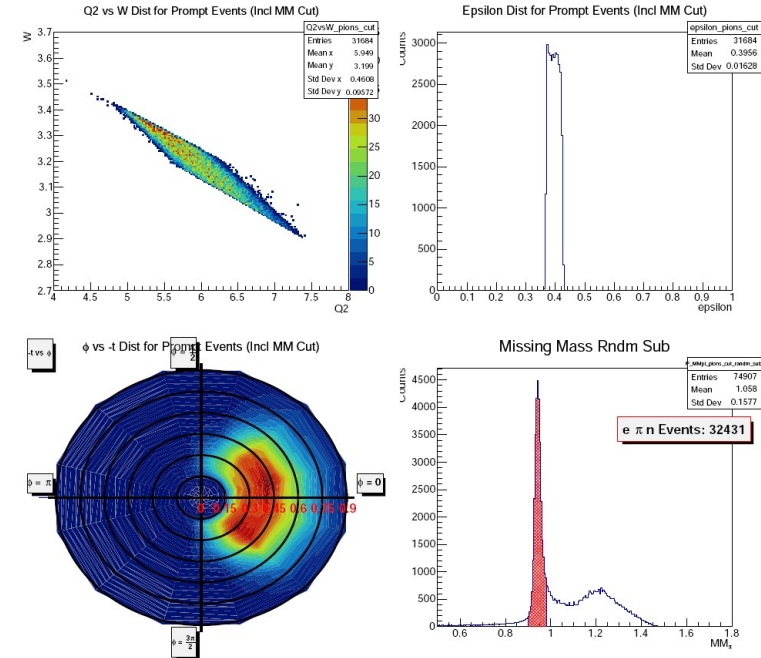 Q2 vs W Dist for Prompt Events (Incl MM Cut)
W
Q2vsW_pions_cut
Entries 31684
Mean x 5.949
Mean y 3.199
Std Dev x 0.4608
Std Dev y 0.09572
3.7
3.6
3.5
3.4
3.3
3.2
3.1
3
2.9
2.8
2.7
4 4.5 5 5.5 6 6.5 7 7.5 8
Q2
30
25
20
15
10
5
0
Epsilon Dist for Prompt Events (Incl MM Cut)
Counts
epsilon_pions_cut
Entries 31684
Mean 0.3956
Std Dev 0.01628
3000
2500
2000
1500
1000
500
0
0 0.1 0.2 0.3 0.4 0.5 0.6 0.7 0.8 0.9 1
epsilon
ϕ vs -t Dist for Prompt Events (Incl MM Cut)
-t vs ϕ
ϕ = π
ϕ = 0
0 0.15 0.3 0.45 0.6 0.75 0.9
ϕ = 3π/2
Missing Mass Rndm Sub
Counts
Entries 74907
Mean 1.058
Std Dev 0.1577
e π n Events: 32431
4500
4000
3500
3000
2500
2000
1500
1000
500
0
0.6 0.8 1 1.2 1.4 1.6 1.8
MMπ